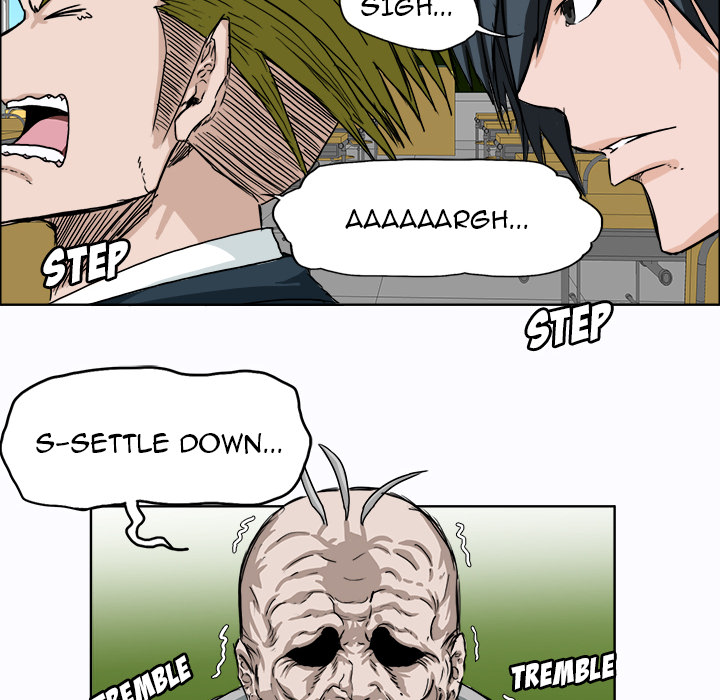 SIGH...
AAAAAARGH...
STEP
STEP
S-SETTLE DOWN...
TREMBLE
TREMBLE